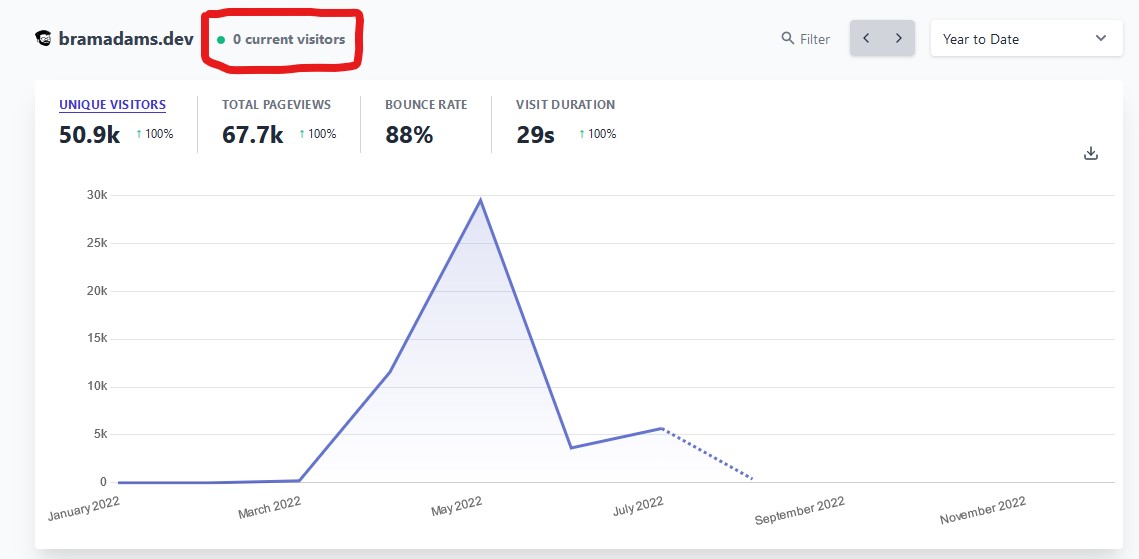 bramadams.dev 0 current visitors Filter < > Year to Date
UNIQUE VISITORS TOTAL PAGEVIEWS BOUNCE RATE VISIT DURATION
50.9k ↑ 100% 67.7k ↑ 100% 88% 29s ↑ 100%
30k
25k
20k
15k
10k
5k
0
January 2022 March 2022 May 2022 July 2022 September 2022 November 2022